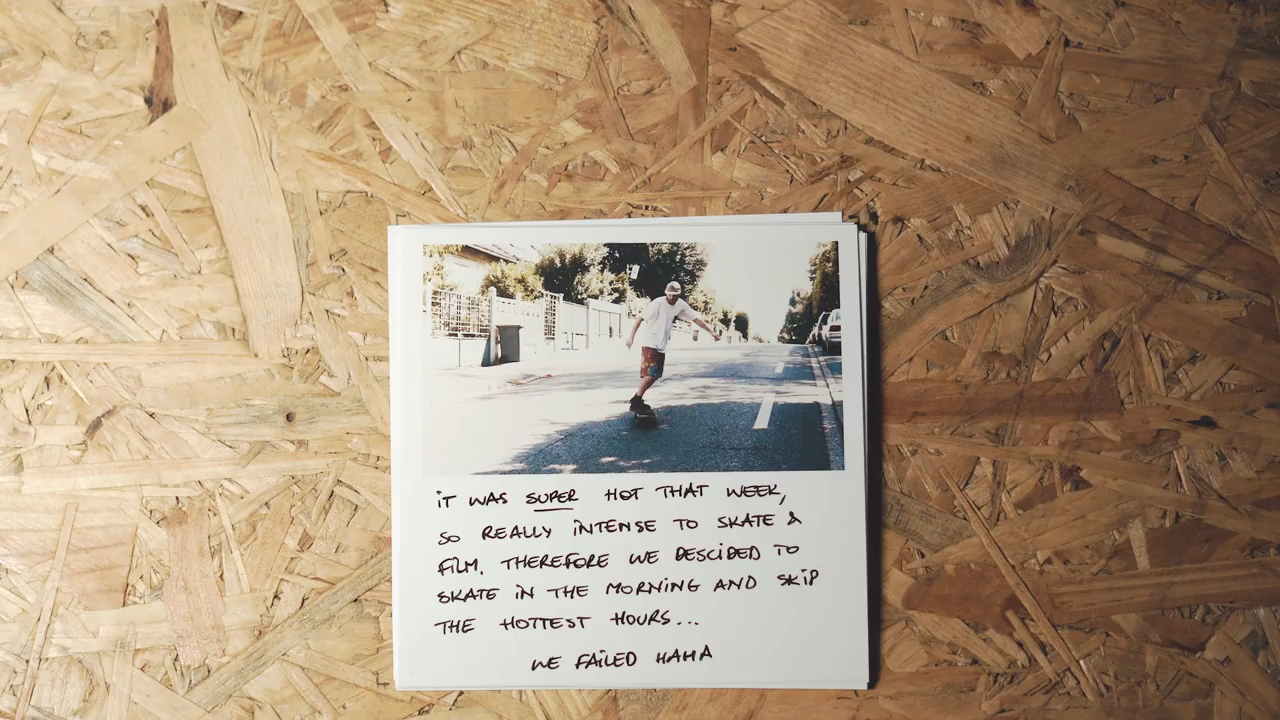 IT WAS SUPER HOT THAT WEEK,
SO REALLY INTENSE TO SKATE &
FILM. THEREFORE WE DESCIDED TO
SKATE IN THE MORNING AND SKIP
THE HOTTEST HOURS...
WE FAILED HAHA